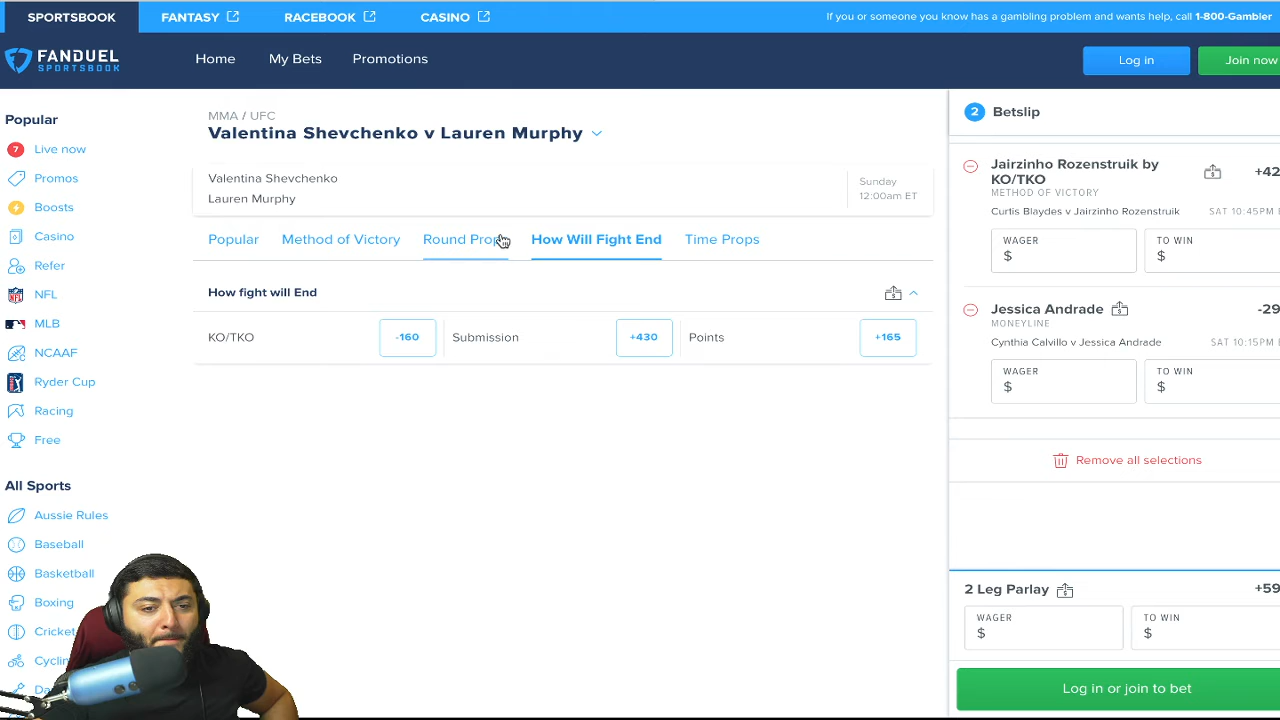 SPORTSBOOK
FANTASY
RACEBOOK
CASINO
If you or someone you know has a gambling problem and wants help, call 1-800-Gambler
FANDUEL
SPORTSBOOK
Home
My Bets
Promotions
Log in
Join now
Popular
7
Live now
Promos
Boosts
Casino
Refer
NFL
MLB
NCAAF
Ryder Cup
Racing
Free
All Sports
Aussie Rules
Baseball
Basketball
Boxing
Cricket
MMA / UFC
Valentina Shevchenko v Lauren Murphy
Valentina Shevchenko
Lauren Murphy
Sunday
12:00am ET
Popular
Method of Victory
Round
How Will Fight End
Time Props
How fight will End
KO/TKO
-160
Submission
+430
Points
+165
2 Betslip
Jairzinho Rozenstruik by
KO/TKO
METHOD OF VICTORY
Curtis Blaydes v Jairzinho Rozenstruik
SAT 10:45PM
WAGER
$
TO WIN
$
Jessica Andrade
MONEYLINE
Cynthia Calvillo v Jessica Andrade
SAT 10:15PM
WAGER
$
TO WIN
$
Remove all selections
2 Leg Parlay
WAGER
$
TO WIN
$
Log in or join to bet